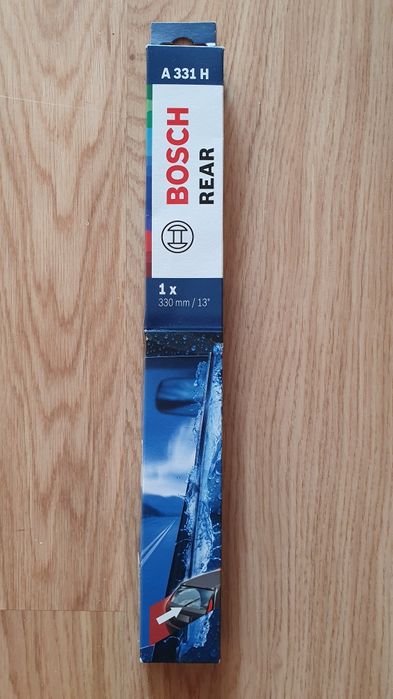 A 331 H
BOSCH
REAR
1 x
330 mm / 13"